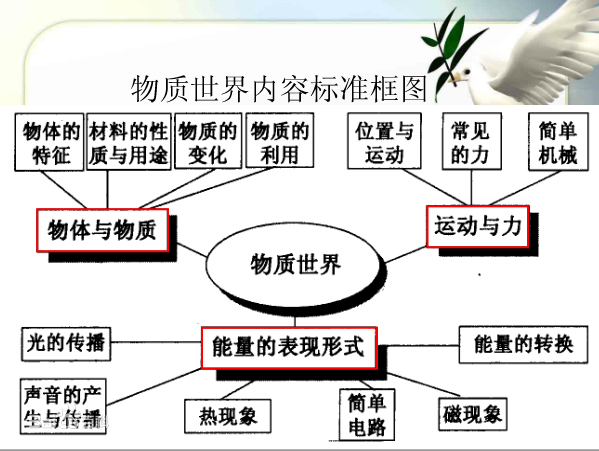 物质世界内容标准框图
物体的
特征
材料的性
质与用途
物质的
变化
物质的
利用
位置与
运动
常见
的力
简单
机械
物体与物质
运动与力
物质世界
光的传播
能量的表现形式
能量的转换
声音的产
生与传播
热现象
简单
电路
磁现象